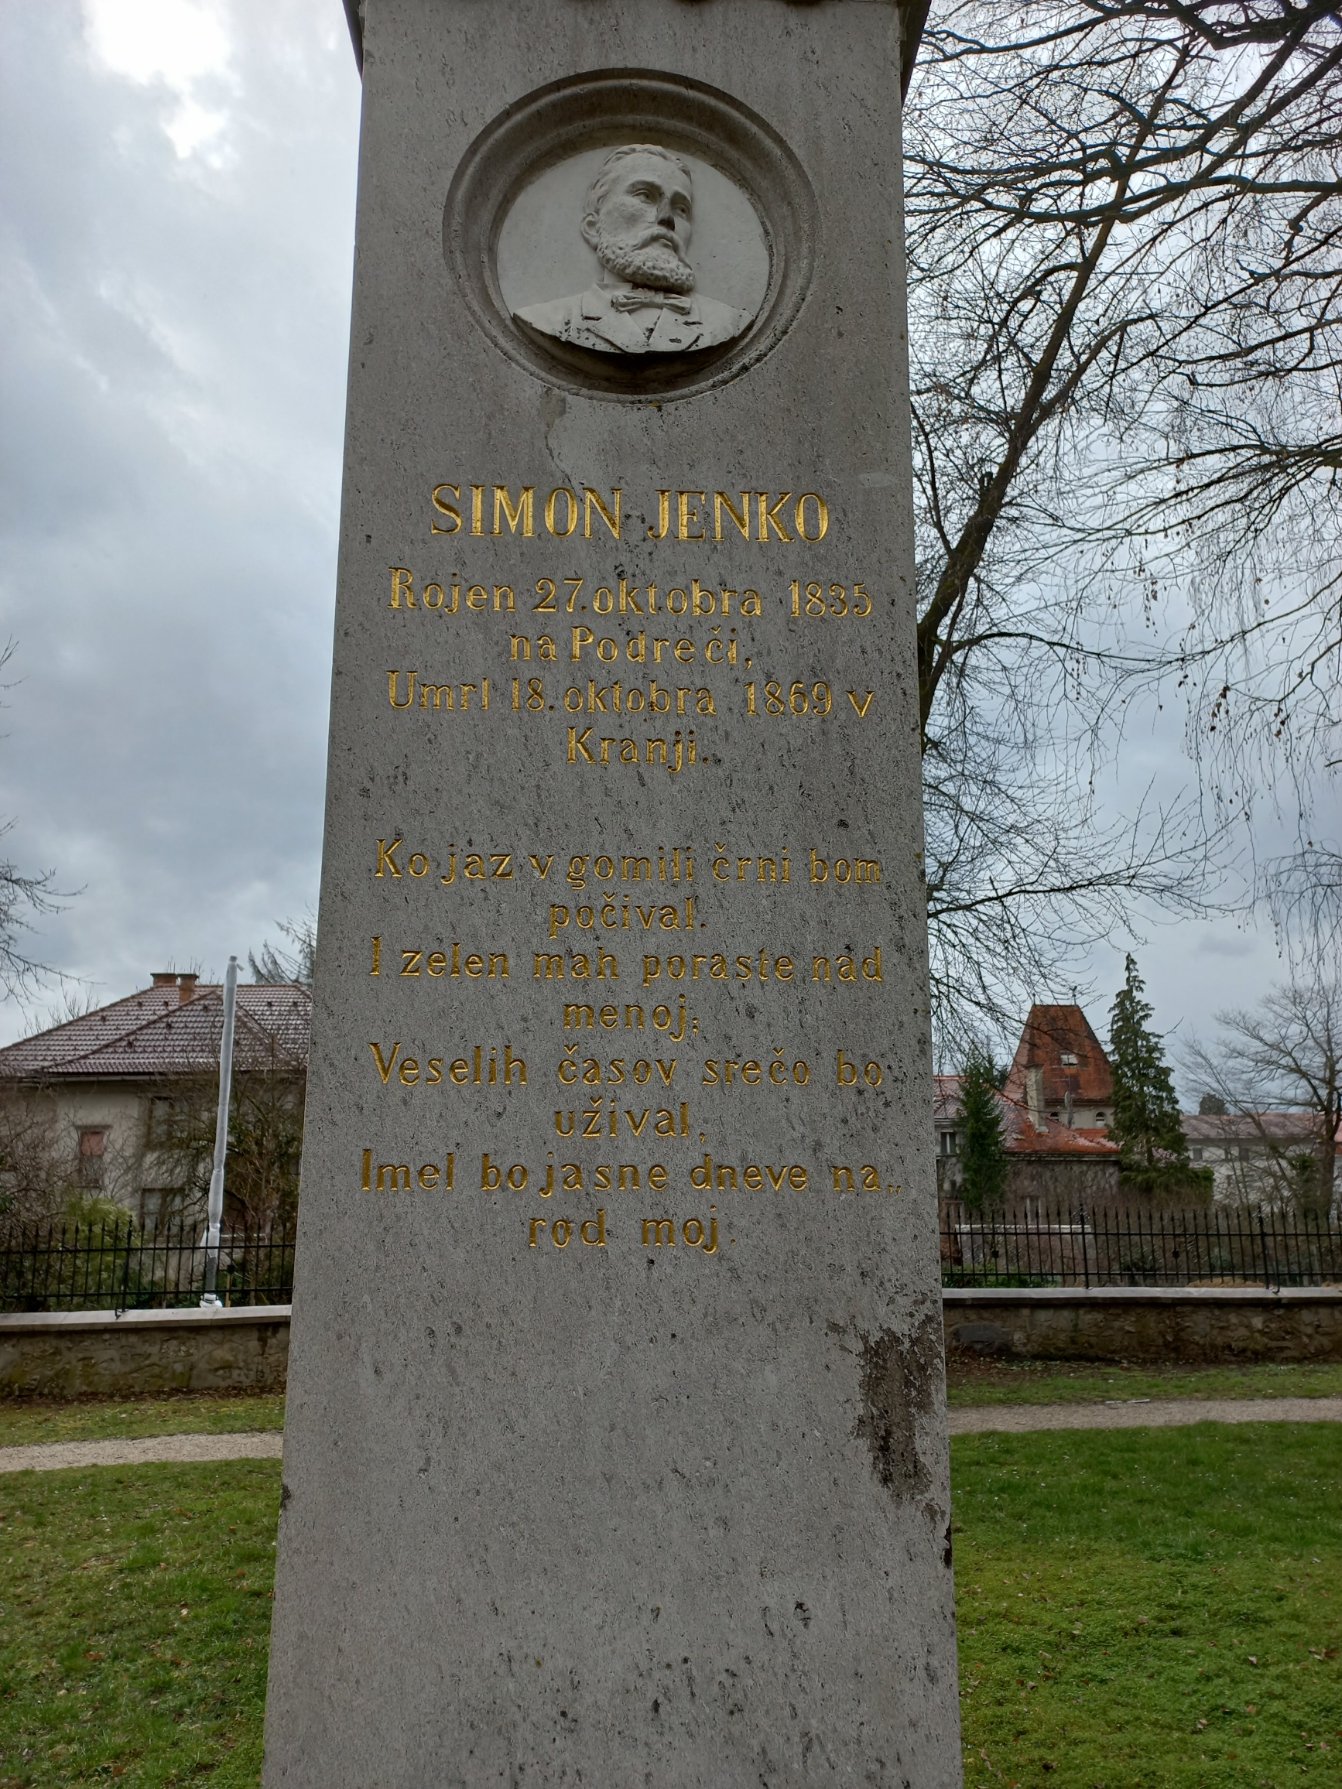 SIMON JENKO
Rojen 27.oktobra 1835
na Podreči,
Umrl 18.oktobra 1869 v
Kranji.
Ko jaz v gomili črni bom
počival.
I zelen mah poraste nad
menoj,
Veselih časov srečo bo
užival,
Imel bo jasne dneve na..
rod moj.